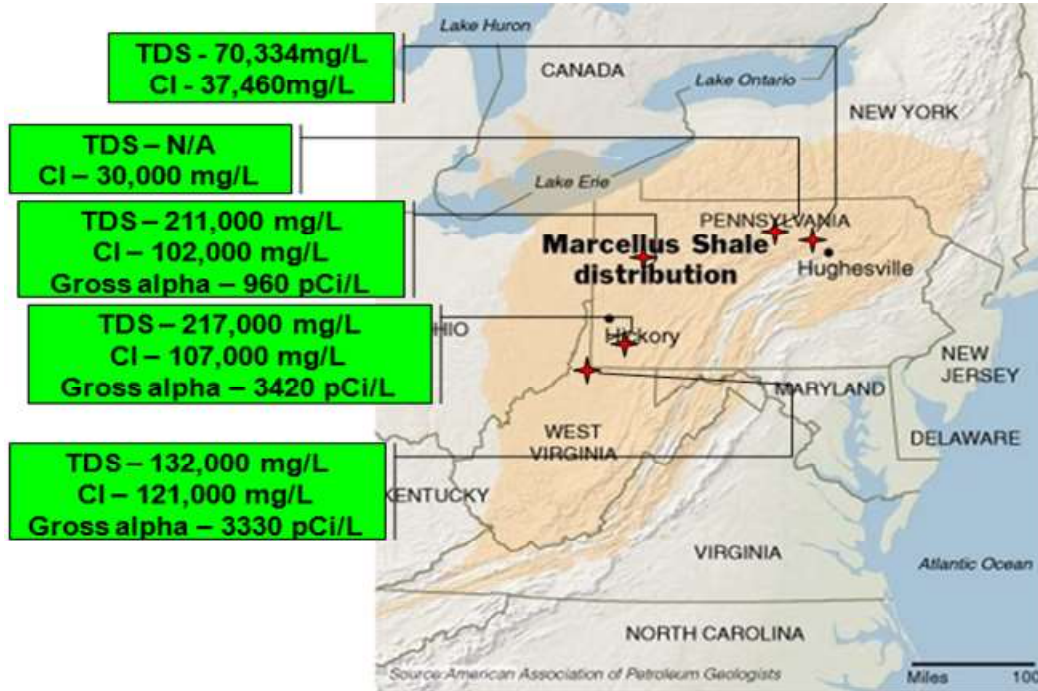 Lake Huron
TDS - 70,334mg/L
Cl - 37,460mg/L
CANADA
Lake Ontario
NEW YORK
TDS – N/A
Cl – 30,000 mg/L
Lake Erie
TDS – 211,000 mg/L
Cl – 102,000 mg/L
Gross alpha – 960 pCi/L
PENNSYLVANIA
Marcellus Shale
distribution
Hughesville
TDS – 217,000 mg/L
Cl – 107,000 mg/L
Gross alpha – 3420 pCi/L
HIO
Hickory
NEW
JERSEY
MARYLAND
WEST
VIRGINIA
DELAWARE
TDS – 132,000 mg/L
Cl – 121,000 mg/L
Gross alpha – 3330 pCi/L
KENTUCKY
VIRGINIA
Atlantic Ocean
NORTH CAROLINA
Source:American Association of Petroleum Geologists
Miles 100